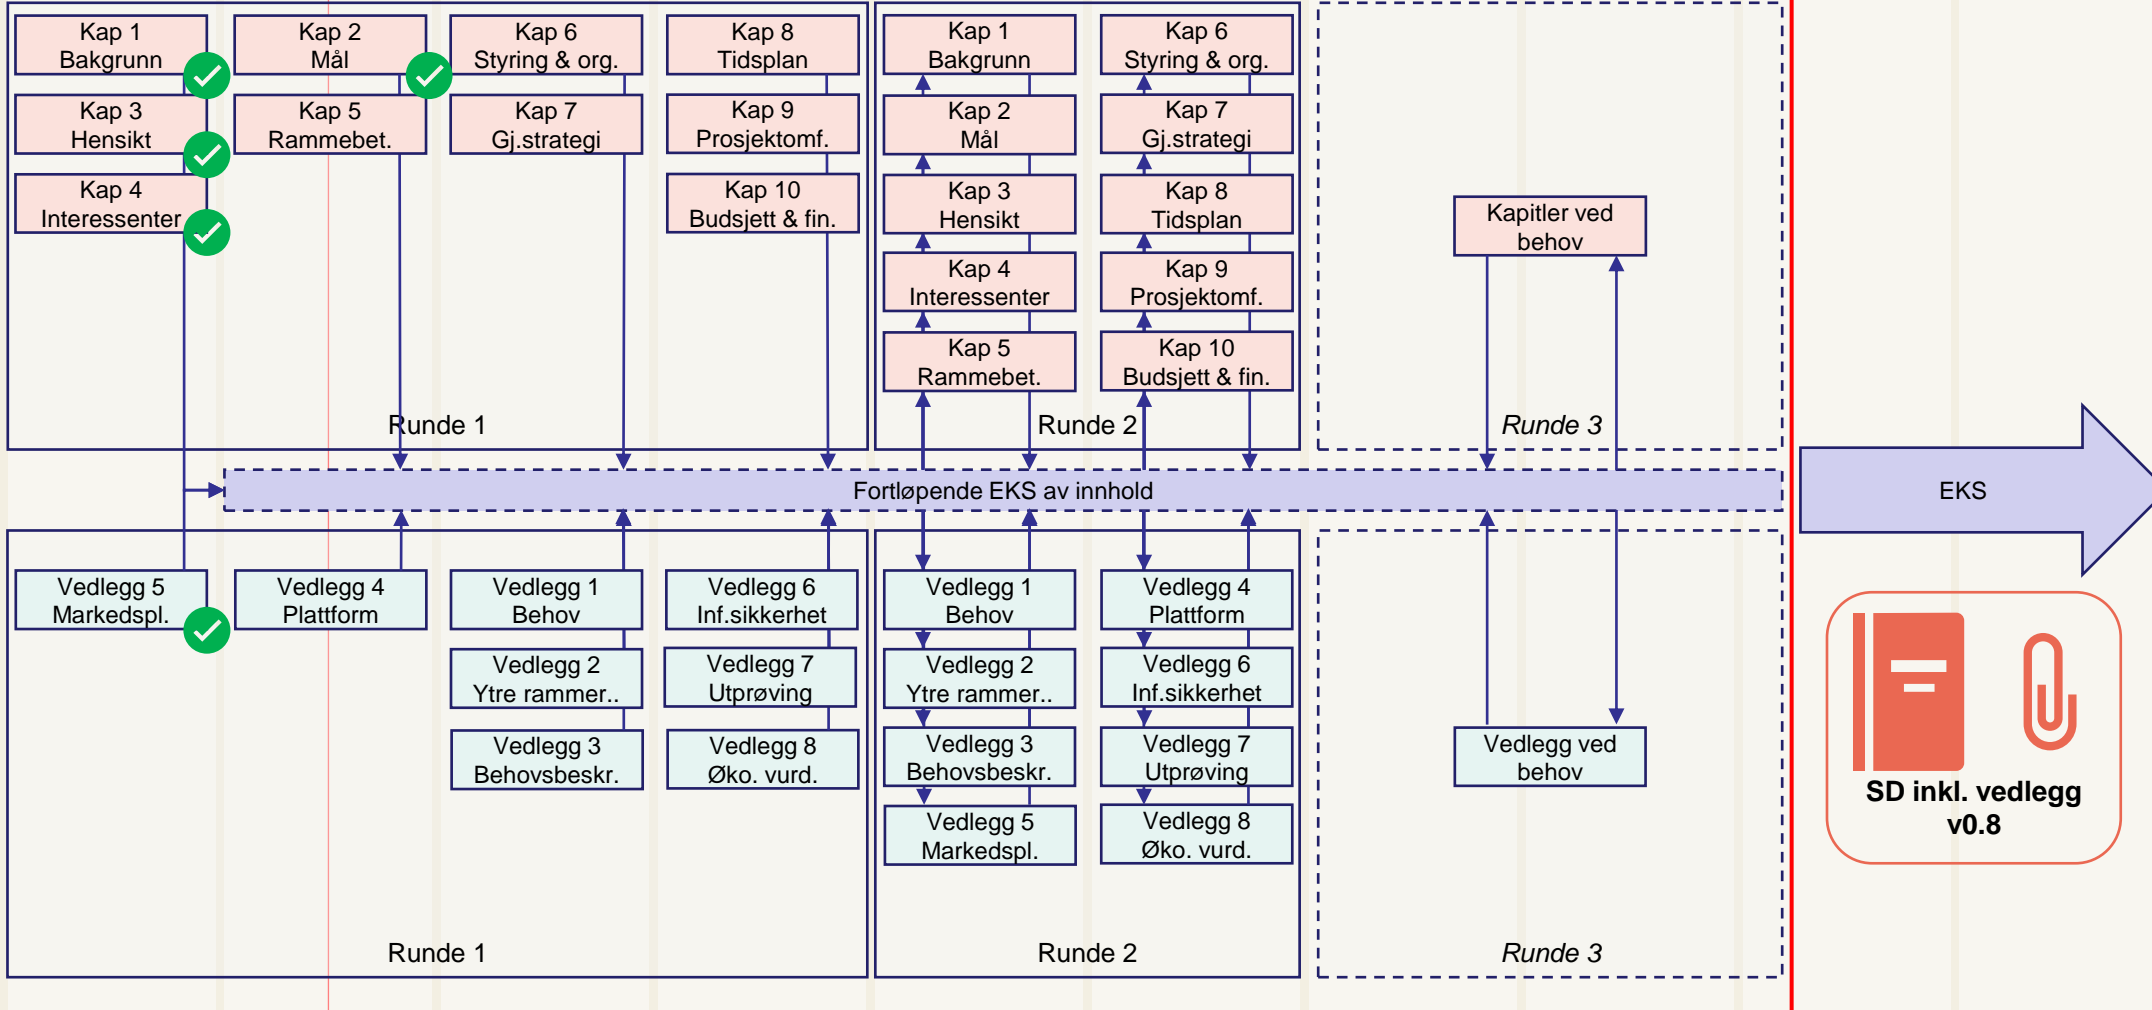 Kap 1
Bakgrunn
Kap 3
Hensikt
Kap 4
Interessenter
Kap 2
Mål
Kap 5
Rammebet.
Kap 6
Styring & org.
Kap 7
Gj.strategi
Kap 8
Tidsplan
Kap 9
Prosjektomf.
Kap 10
Budsjett & fin.
Runde 1
Kap 1
Bakgrunn
Kap 2
Mål
Kap 3
Hensikt
Kap 4
Interessenter
Kap 5
Rammebet.
Kap 6
Styring & org.
Kap 7
Gj.strategi
Kap 8
Tidsplan
Kap 9
Prosjektomf.
Kap 10
Budsjett & fin.
Runde 2
Kapitler ved
behov
Runde 3
Fortløpende EKS av innhold
EKS
Vedlegg 5
Markedspl.
Vedlegg 4
Plattform
Vedlegg 1
Behov
Vedlegg 2
Ytre rammer..
Vedlegg 3
Behovsbeskr.
Vedlegg 6
Inf.sikkerhet
Vedlegg 7
Utprøving
Vedlegg 8
Øko. vurd.
Runde 1
Vedlegg 1
Behov
Vedlegg 2
Ytre rammer..
Vedlegg 3
Behovsbeskr.
Vedlegg 5
Markedspl.
Vedlegg 4
Plattform
Vedlegg 6
Inf.sikkerhet
Vedlegg 7
Utprøving
Vedlegg 8
Øko. vurd.
Runde 2
Vedlegg ved
behov
Runde 3
SD inkl. vedlegg
v0.8